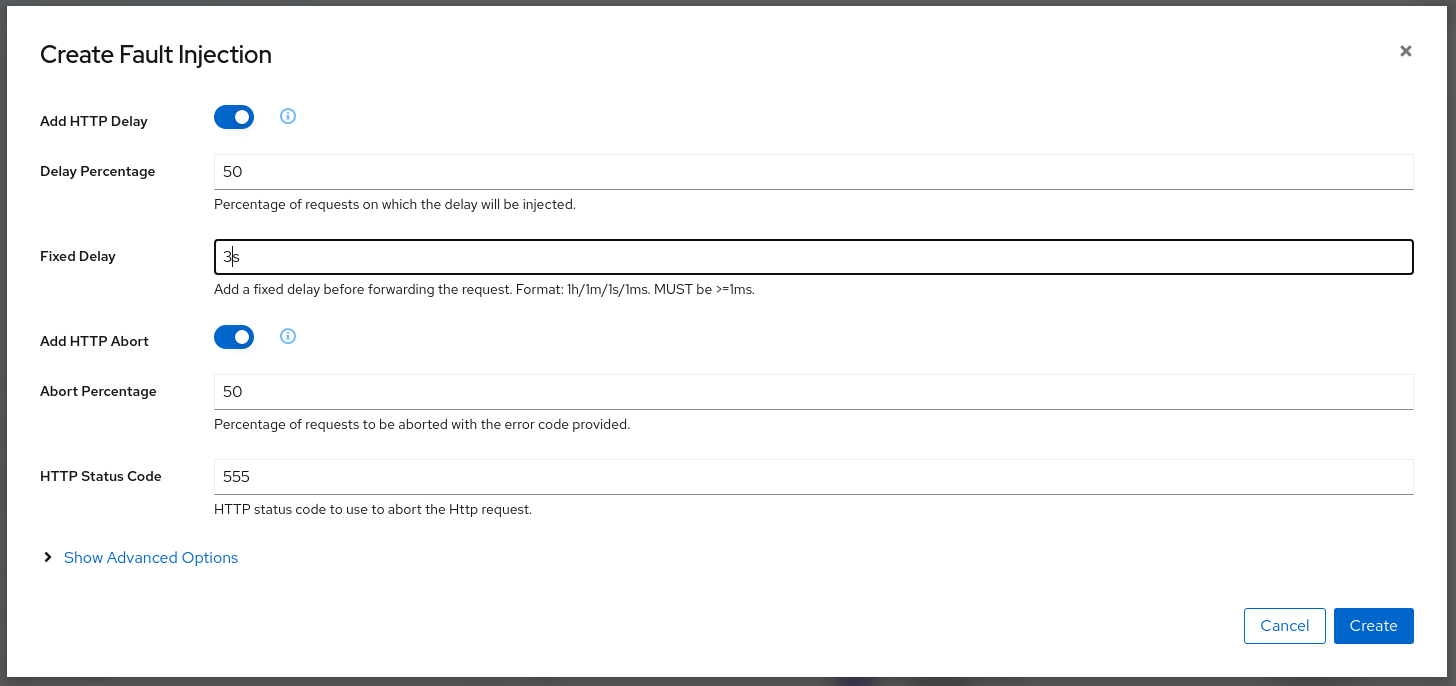 Create Fault Injection
Add HTTP Delay
Delay Percentage
50
Percentage of requests on which the delay will be injected.
Fixed Delay
3s
Add a fixed delay before forwarding the request. Format: 1h/1m/1s/1ms. MUST be >=1ms.
Add HTTP Abort
Abort Percentage
50
Percentage of requests to be aborted with the error code provided.
HTTP Status Code
555
HTTP status code to use to abort the Http request.
Show Advanced Options
Cancel
Create